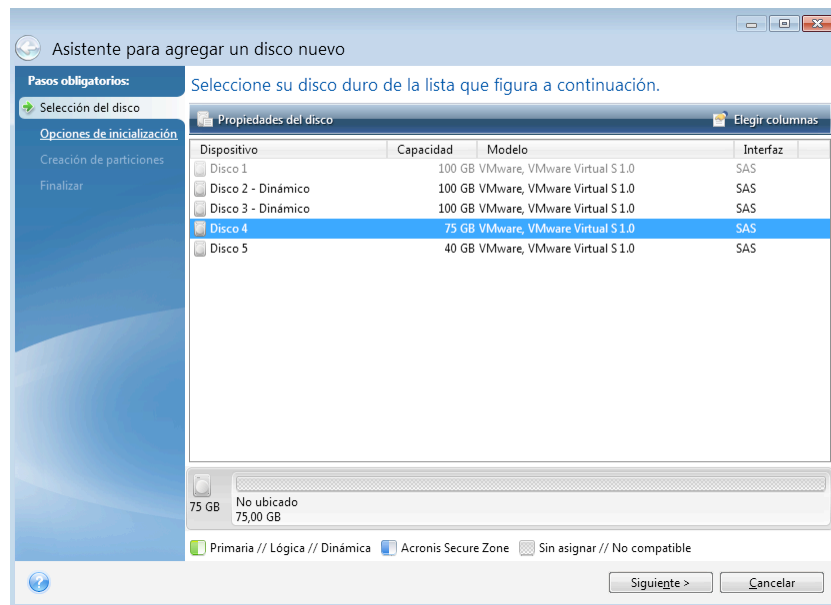 Asistente para agregar un disco nuevo
Pasos obligatorios:
Selección del disco
Opciones de inicialización
Creación de particiones
Finalizar
Seleccione su disco duro de la lista que figura a continuación.
Propiedades del disco Elegir columnas
Dispositivo Capacidad Modelo Interfaz
Disco 1 100 GB VMware, VMware Virtual S 1.0 SAS
Disco 2 - Dinámico 100 GB VMware, VMware Virtual S 1.0 SAS
Disco 3 - Dinámico 100 GB VMware, VMware Virtual S 1.0 SAS
Disco 4 75 GB VMware, VMware Virtual S 1.0 SAS
Disco 5 40 GB VMware, VMware Virtual S 1.0 SAS
75 GB
No ubicado
75,00 GB
Primaria // Lógica // Dinámica Acronis Secure Zone Sin asignar // No compatible
? Siguiente > Cancelar